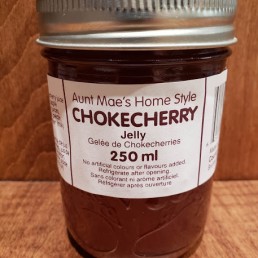 Aunt Mae's Home Style
CHOKECHERRY
Jelly
Gelée de Chokecherries
250 ml
No artificial colours or flavours added.
Refrigerate after opening
Sans colorant ni arôme artificiel.
Réfrigérer après ouverture